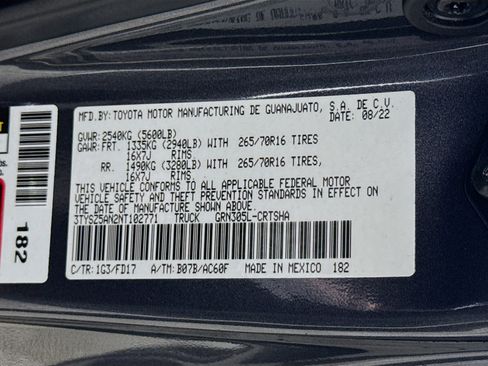 MFD.BY:TOYOTA MOTOR MANUFACTURING DE GUANAJUATO, S.A. DE C.V.
DATE: 08/22
GVWR:2540KG (5600LB)
GAWR:FRT. 1335KG (2940LB) WITH 265/70R16 TIRES
16X7J RIMS
RR. 1490KG (3280LB) WITH 265/70R16 TIRES,
16X7J RIMS
THIS VEHICLE CONFORMS TO ALL APPLICABLE FEDERAL MOTOR
VEHICLE SAFETY AND THEFT PREVENTION STANDARDS IN EFFECT ON
THE DATE OF MANUFACTURE SHOWN ABOVE.
3TYSZ5AN2NT102771 TRUCK GRN305L-CRTSHA
C/TR:1G3/FD17 A/TM:B07B/AC60F MADE IN MEXICO 182
182